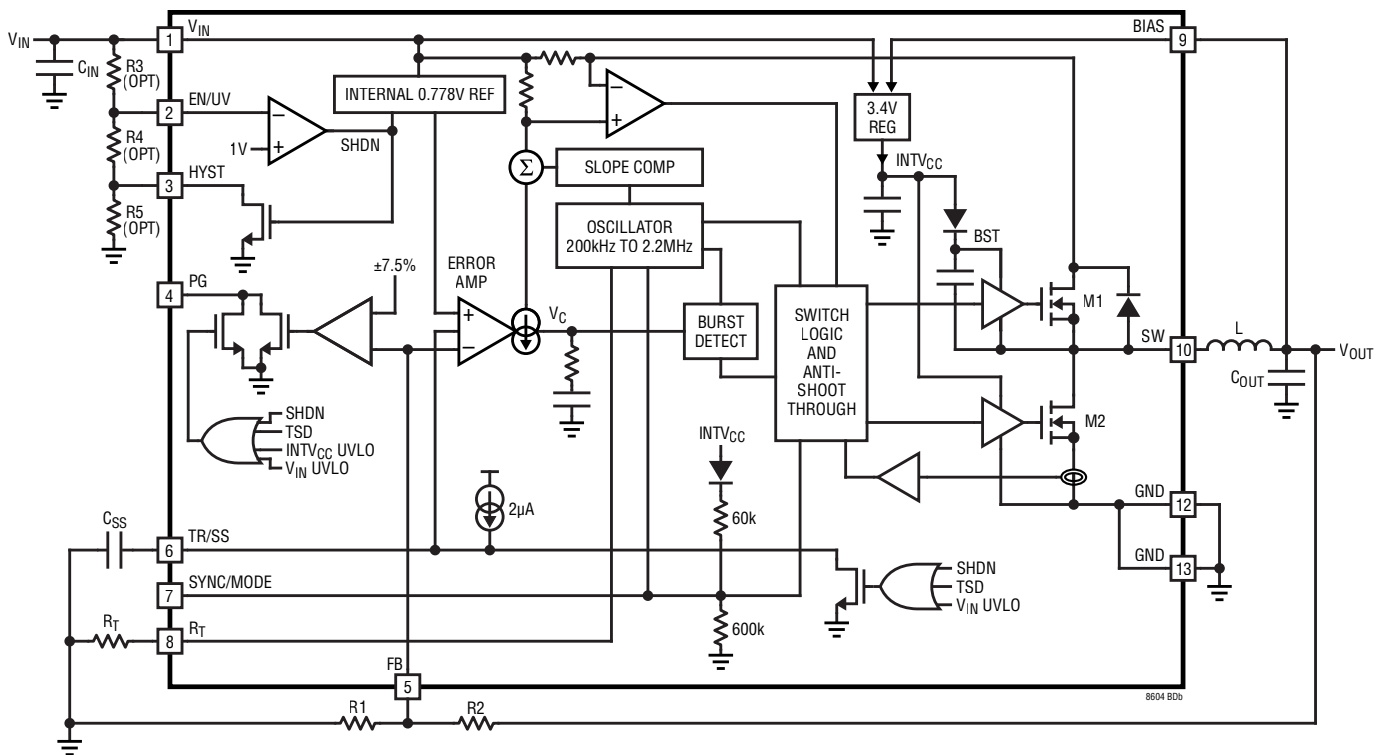 VIN
CIN
R3
(OPT)
R4
(OPT)
R5
(OPT)
1
VIN
2
EN/UV
3
HYST
4
PG
1V
SHDN
INTERNAL 0.778V REF
Σ
SLOPE COMP
OSCILLATOR
200kHz TO 2.2MHz
3.4V
REG
INTVCC
BIAS
9
BST
M1
M2
SW
10
L
VOUT
COUT
±7.5%
ERROR
AMP
VC
BURST
DETECT
SWITCH
LOGIC
AND
ANTI-
SHOOT
THROUGH
SHDN
TSD
INTVCC UVLO
VIN UVLO
INTVCC
60k
600k
2µA
GND
12
GND
13
CSS
6
TR/SS
7
SYNC/MODE
RT
8
RT
SHDN
TSD
VIN UVLO
FB
5
R1
R2
8604 BDb